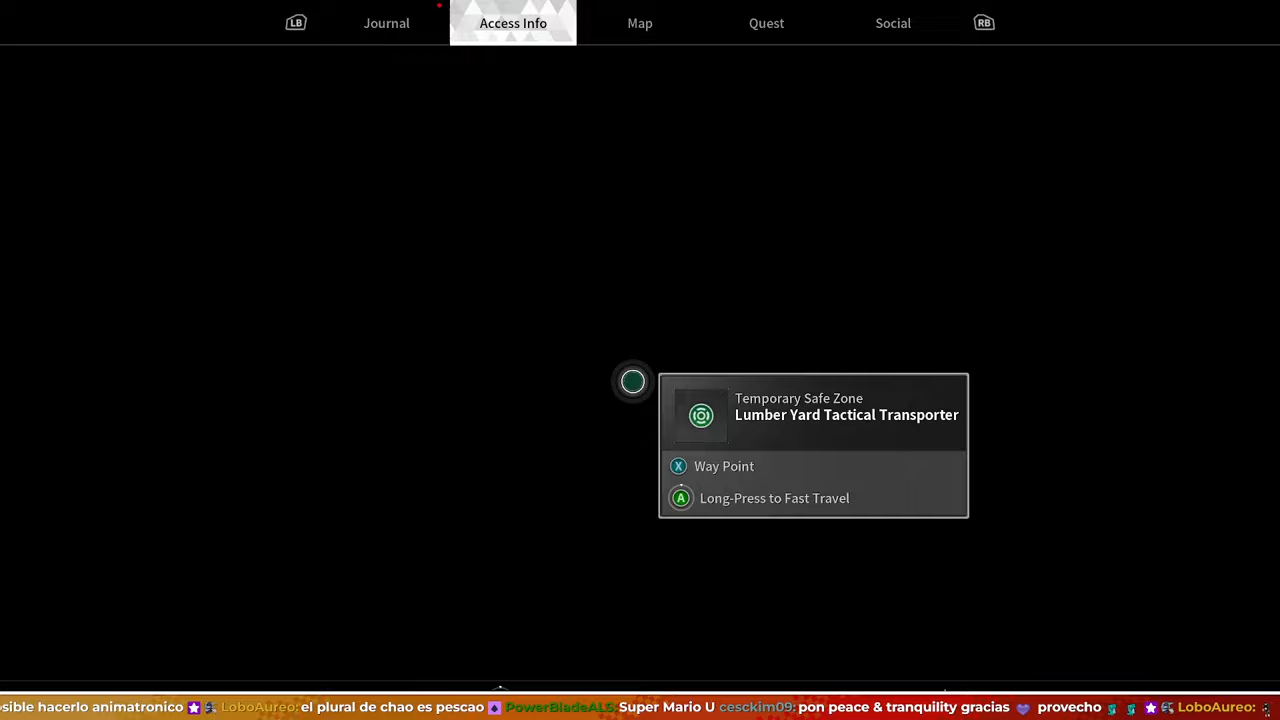 LB Journal Access Info Map Quest Social RB
Temporary Safe Zone
Lumber Yard Tactical Transporter
X Way Point
A Long-Press to Fast Travel
sible hacerlo animatronico LoboAureo: el plural de chao es pescao PowerBladeALS: Super Mario U cesckim09: pon peace & tranquility gracias provecho LoboAureo: